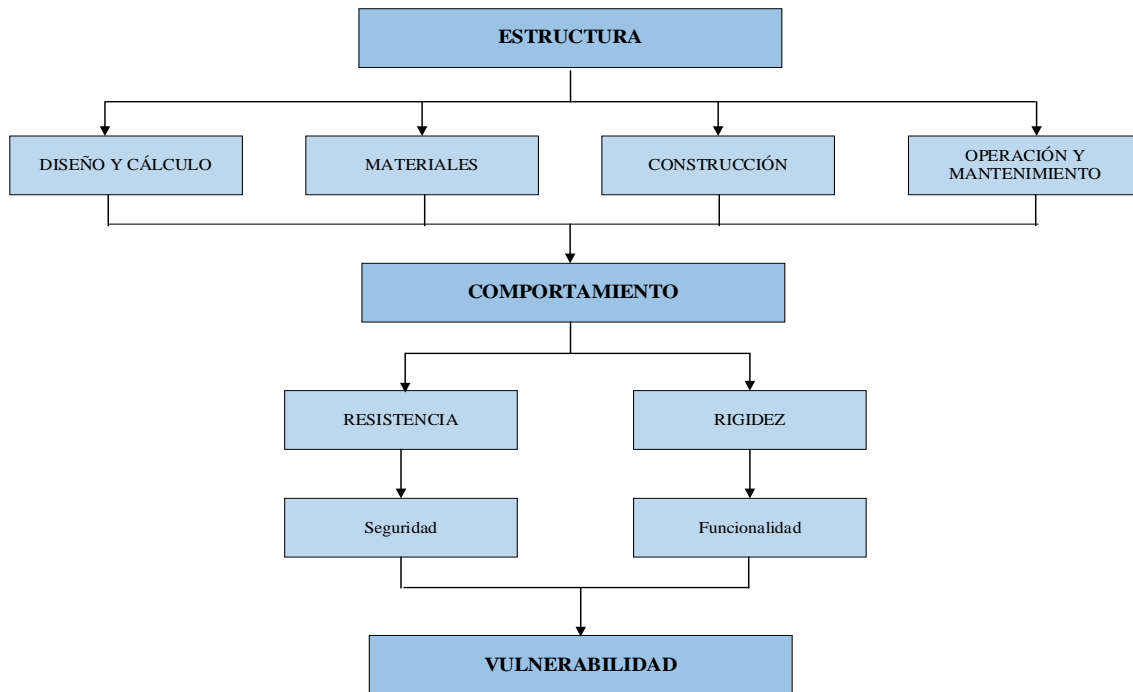 ESTRUCTURA
DISEÑO Y CÁLCULO
MATERIALES
CONSTRUCCIÓN
OPERACIÓN Y
MANTENIMIENTO
COMPORTAMIENTO
RESISTENCIA
RIGIDEZ
Seguridad
Funcionalidad
VULNERABILIDAD